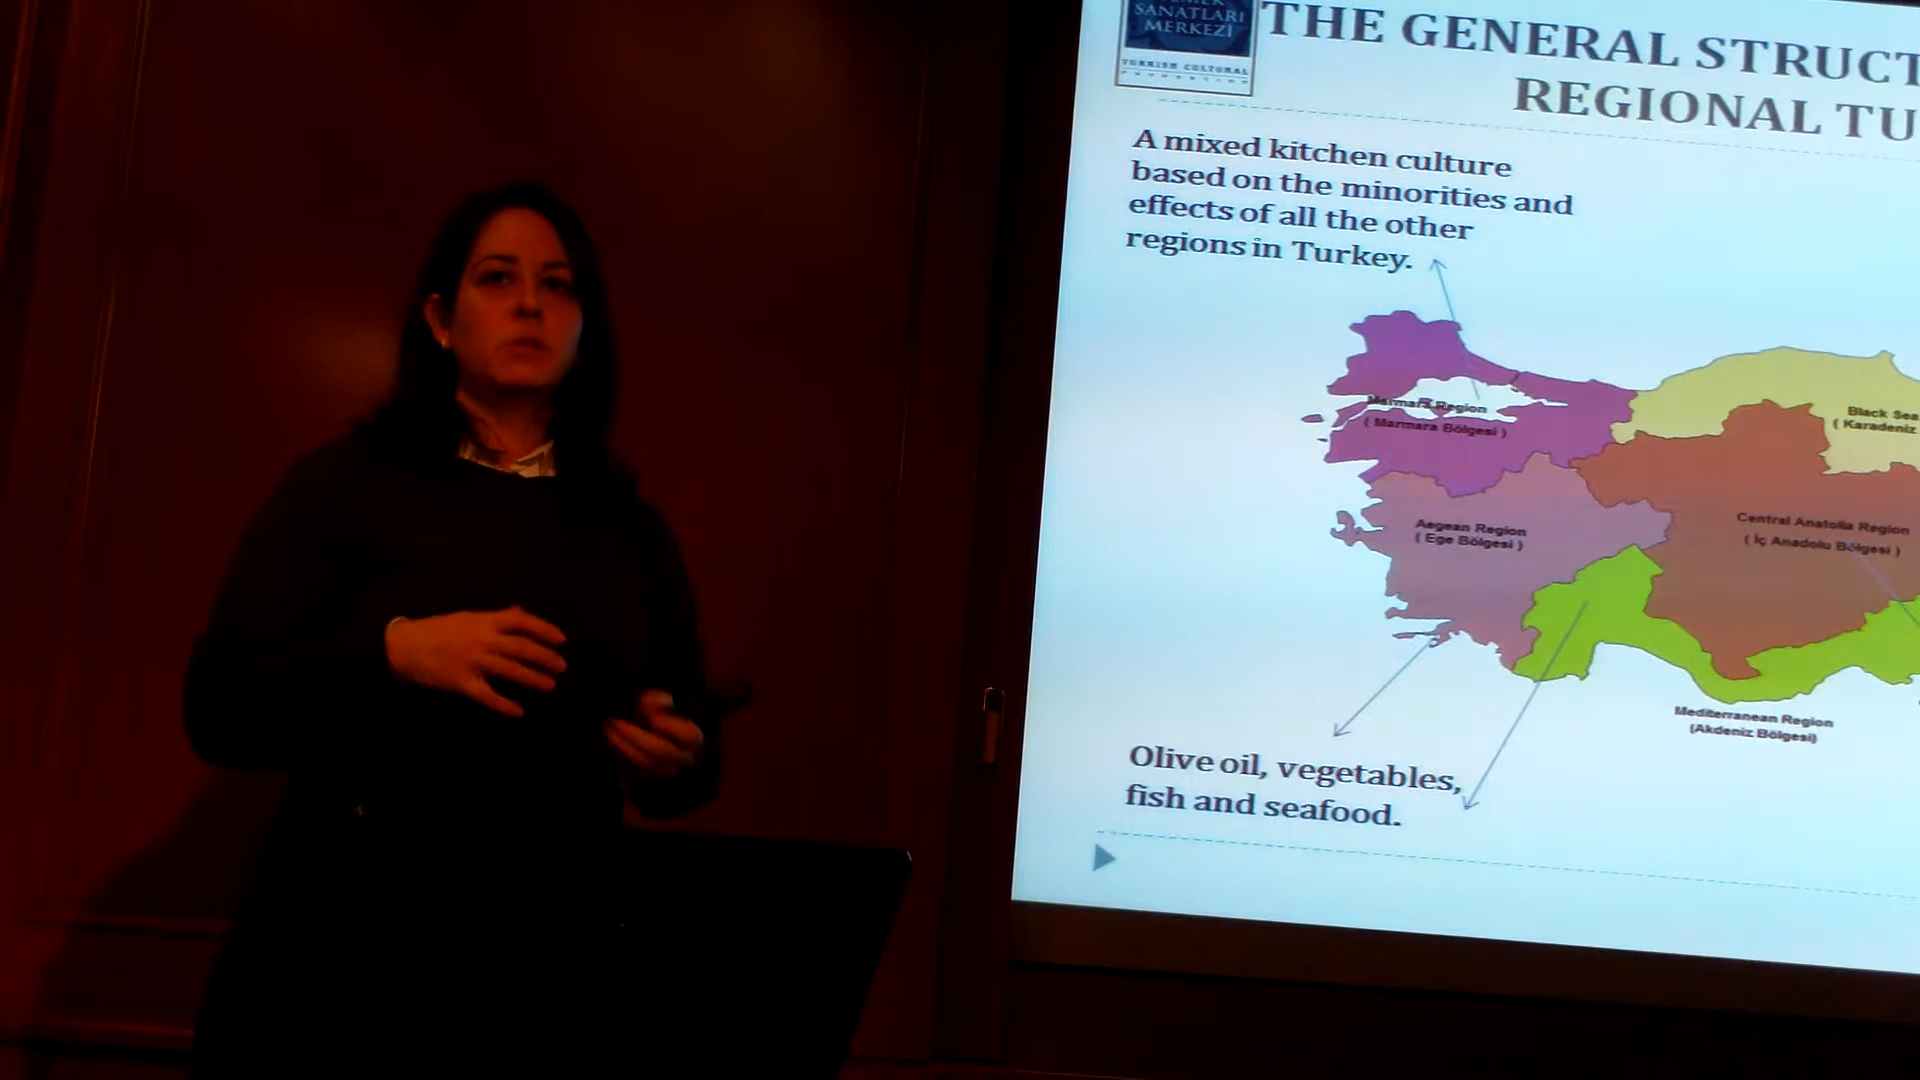 SANATLARI
MERKEZİ
TURKISH CULTURAL
FOUNDATION
THE GENERAL STRUCT
REGIONAL TU
A mixed kitchen culture
based on the minorities and
effects of all the other
regions in Turkey.
Marmara Region
( Marmara Bölgesi )
Black Sea
( Karadeniz
Aegean Region
( Ege Bölgesi )
Central Anatolia Region
( İç Anadolu Bölgesi )
Mediterranean Region
(Akdeniz Bölgesi)
Olive oil, vegetables,
fish and seafood.